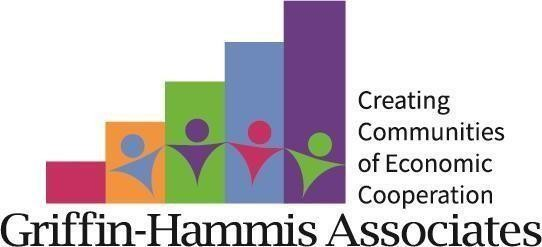 Creating
Communities
of Economic
Cooperation
Griffin-Hammis Associates